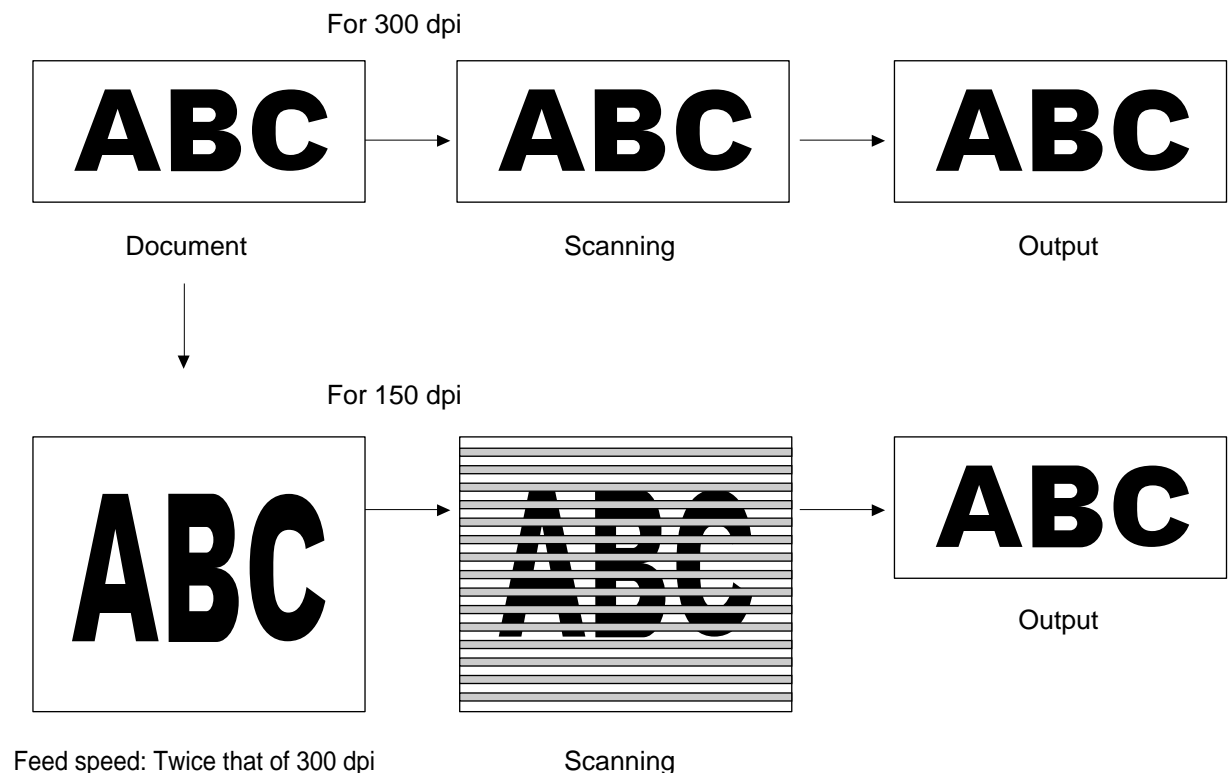 For 300 dpi
ABC ABC ABC
Document Scanning Output
For 150 dpi
ABC ABC ABC
Output
Feed speed: Twice that of 300 dpi Scanning